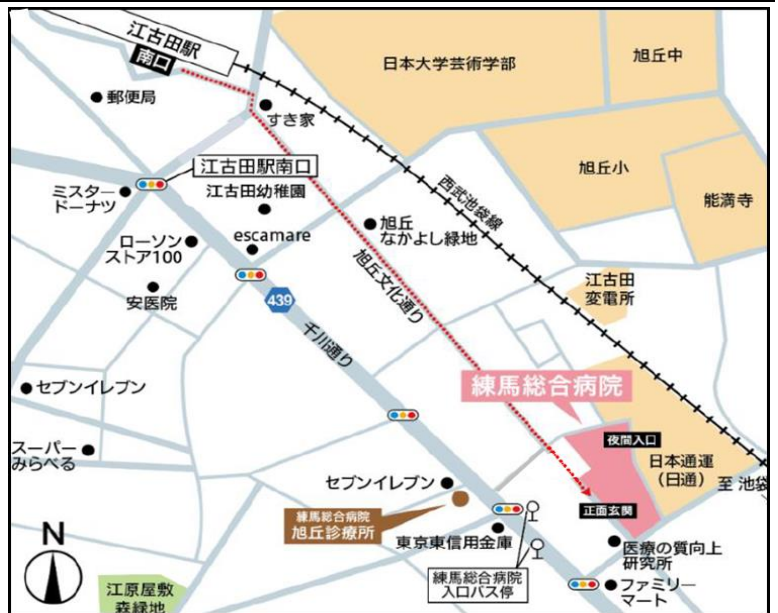 江古田駅
南口
日本大学芸術学部
旭丘中
郵便局
すき家
江古田駅南口
旭丘小
ミスター
ドーナツ
江古田幼稚園
西武池袋線
能満寺
ローソン
ストア100
escamare
旭丘
なかよし緑地
旭丘文化通り
安医院
439
江古田
変電所
千川通り
セブンイレブン
練馬総合病院
スーパー
みらべる
夜間入口
日本通運
(日通)
至 池袋
セブンイレブン
練馬総合病院
旭丘診療所
正面玄関
東京東信用金庫
医療の質向上
研究所
N
練馬総合病院
入口バス停
江原屋敷
森緑地
ファミリー
マート